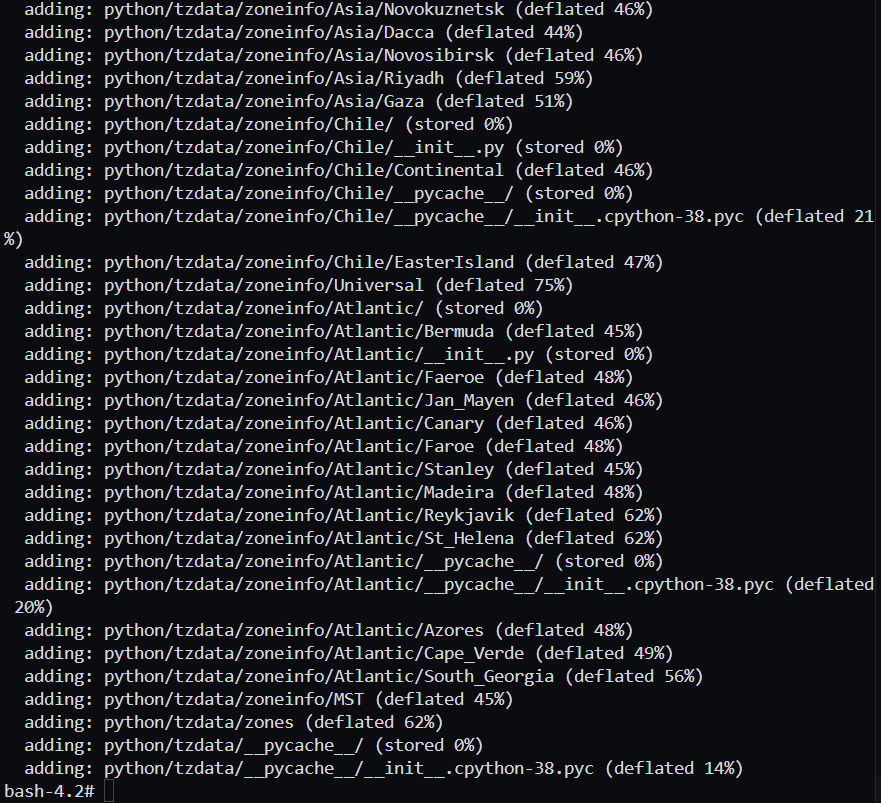 adding: python/tzdata/zoneinfo/Asia/Novokuznetsk (deflated 46%)
adding: python/tzdata/zoneinfo/Asia/Dacca (deflated 44%)
adding: python/tzdata/zoneinfo/Asia/Novosibirsk (deflated 46%)
adding: python/tzdata/zoneinfo/Asia/Riyadh (deflated 59%)
adding: python/tzdata/zoneinfo/Asia/Gaza (deflated 51%)
adding: python/tzdata/zoneinfo/Chile/ (stored 0%)
adding: python/tzdata/zoneinfo/Chile/__init__.py (stored 0%)
adding: python/tzdata/zoneinfo/Chile/Continental (deflated 46%)
adding: python/tzdata/zoneinfo/Chile/__pycache__/ (stored 0%)
adding: python/tzdata/zoneinfo/Chile/__pycache__/__init__.cpython-38.pyc (deflated 21
%)
adding: python/tzdata/zoneinfo/Chile/EasterIsland (deflated 47%)
adding: python/tzdata/zoneinfo/Universal (deflated 75%)
adding: python/tzdata/zoneinfo/Atlantic/ (stored 0%)
adding: python/tzdata/zoneinfo/Atlantic/Bermuda (deflated 45%)
adding: python/tzdata/zoneinfo/Atlantic/__init__.py (stored 0%)
adding: python/tzdata/zoneinfo/Atlantic/Faeroe (deflated 48%)
adding: python/tzdata/zoneinfo/Atlantic/Jan_Mayen (deflated 46%)
adding: python/tzdata/zoneinfo/Atlantic/Canary (deflated 46%)
adding: python/tzdata/zoneinfo/Atlantic/Faroe (deflated 48%)
adding: python/tzdata/zoneinfo/Atlantic/Stanley (deflated 45%)
adding: python/tzdata/zoneinfo/Atlantic/Madeira (deflated 48%)
adding: python/tzdata/zoneinfo/Atlantic/Reykjavik (deflated 62%)
adding: python/tzdata/zoneinfo/Atlantic/St_Helena (deflated 62%)
adding: python/tzdata/zoneinfo/Atlantic/__pycache__/ (stored 0%)
adding: python/tzdata/zoneinfo/Atlantic/__pycache__/__init__.cpython-38.pyc (deflated
20%)
adding: python/tzdata/zoneinfo/Atlantic/Azores (deflated 48%)
adding: python/tzdata/zoneinfo/Atlantic/Cape_Verde (deflated 49%)
adding: python/tzdata/zoneinfo/Atlantic/South_Georgia (deflated 56%)
adding: python/tzdata/zoneinfo/MST (deflated 45%)
adding: python/tzdata/zones (deflated 62%)
adding: python/tzdata/__pycache__/ (stored 0%)
adding: python/tzdata/__pycache__/__init__.cpython-38.pyc (deflated 14%)
bash-4.2#